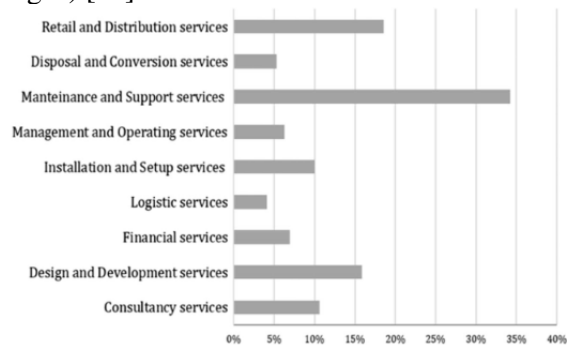 Retail and Distribution services
Disposal and Conversion services
Manteinance and Support services
Management and Operating services
Installation and Setup services
Logistic services
Financial services
Design and Development services
Consultancy services
0% 5% 10% 15% 20% 25% 30% 35% 40%